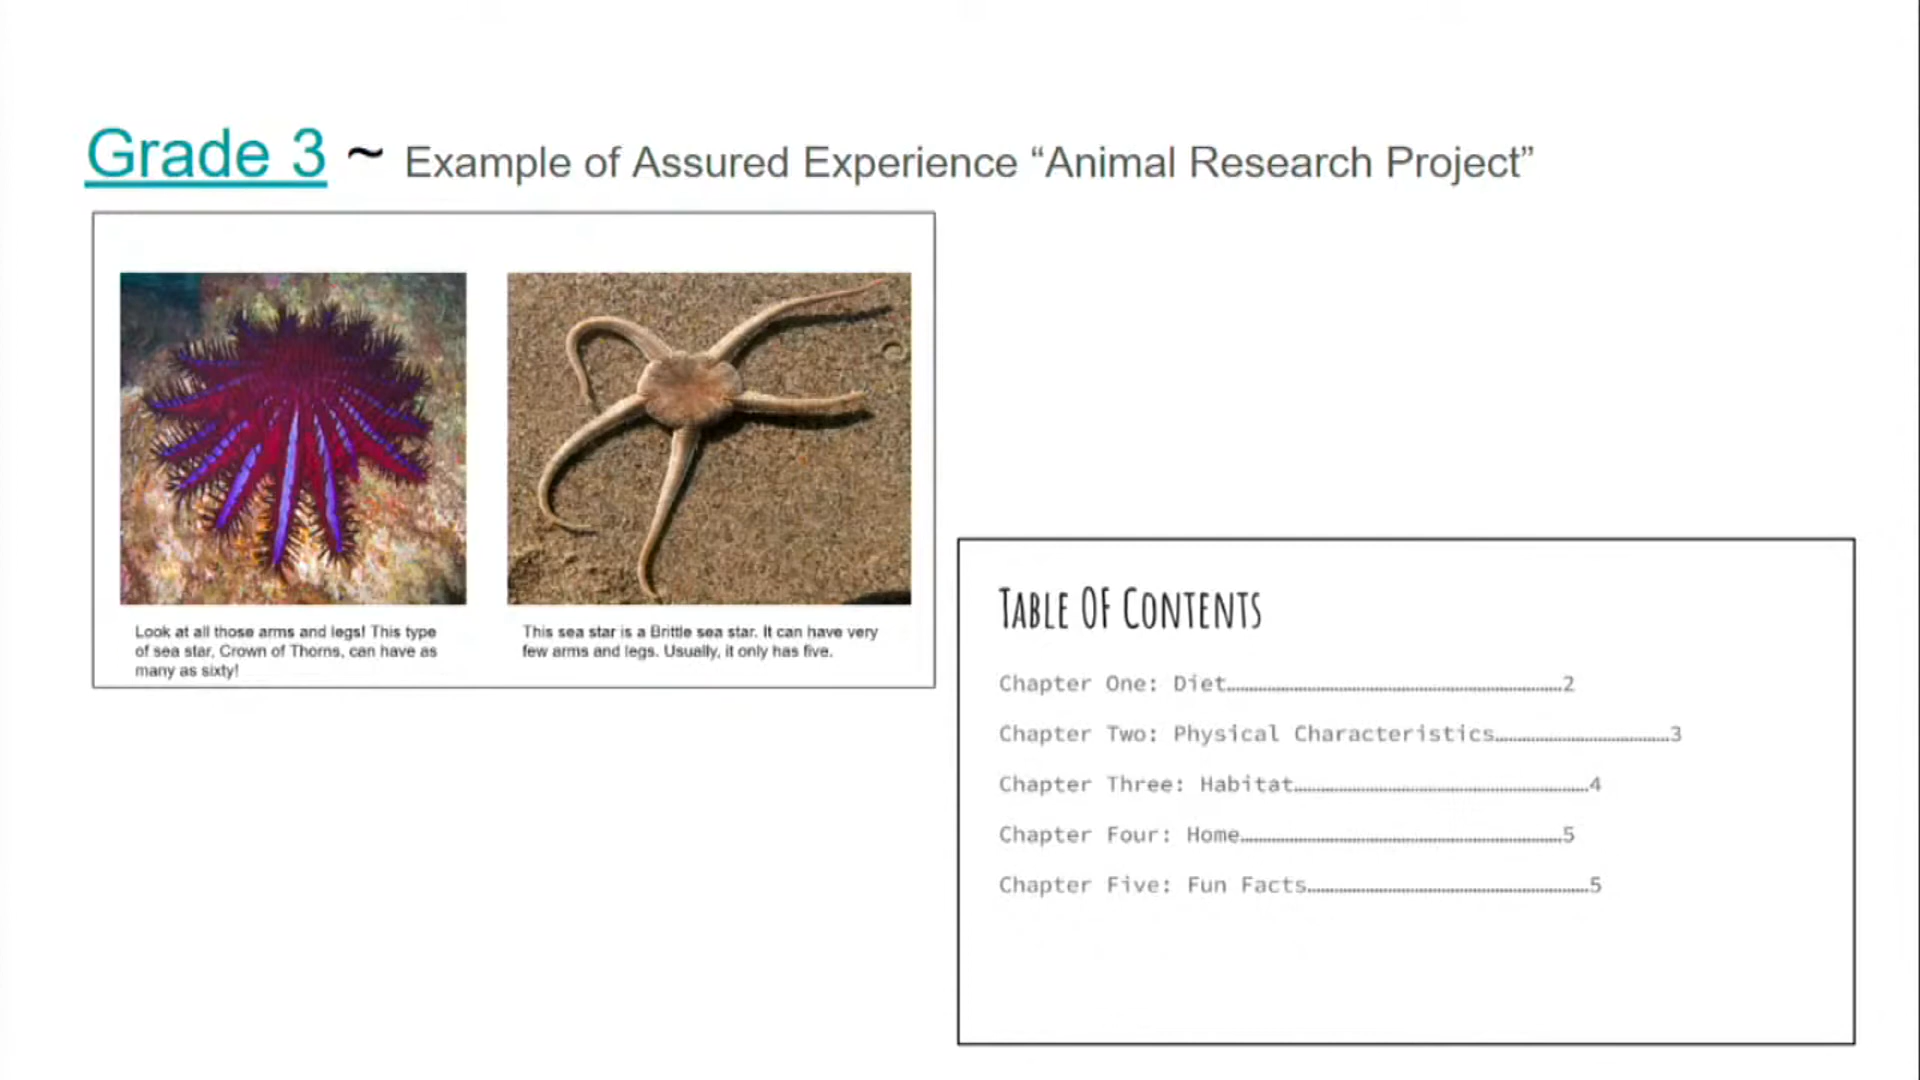 Grade 3 ~ Example of Assured Experience “Animal Research Project”
Look at all those arms and legs! This type
of sea star, Crown of Thorns, can have as
many as sixty!
This sea star is a Brittle sea star. It can have very
few arms and legs. Usually, it only has five.
Table Of Contents
Chapter One: Diet……………………………………………………………………2
Chapter Two: Physical Characteristics……………………………………3
Chapter Three: Habitat……………………………………………………………4
Chapter Four: Home…………………………………………………………………5
Chapter Five: Fun Facts…………………………………………………………5